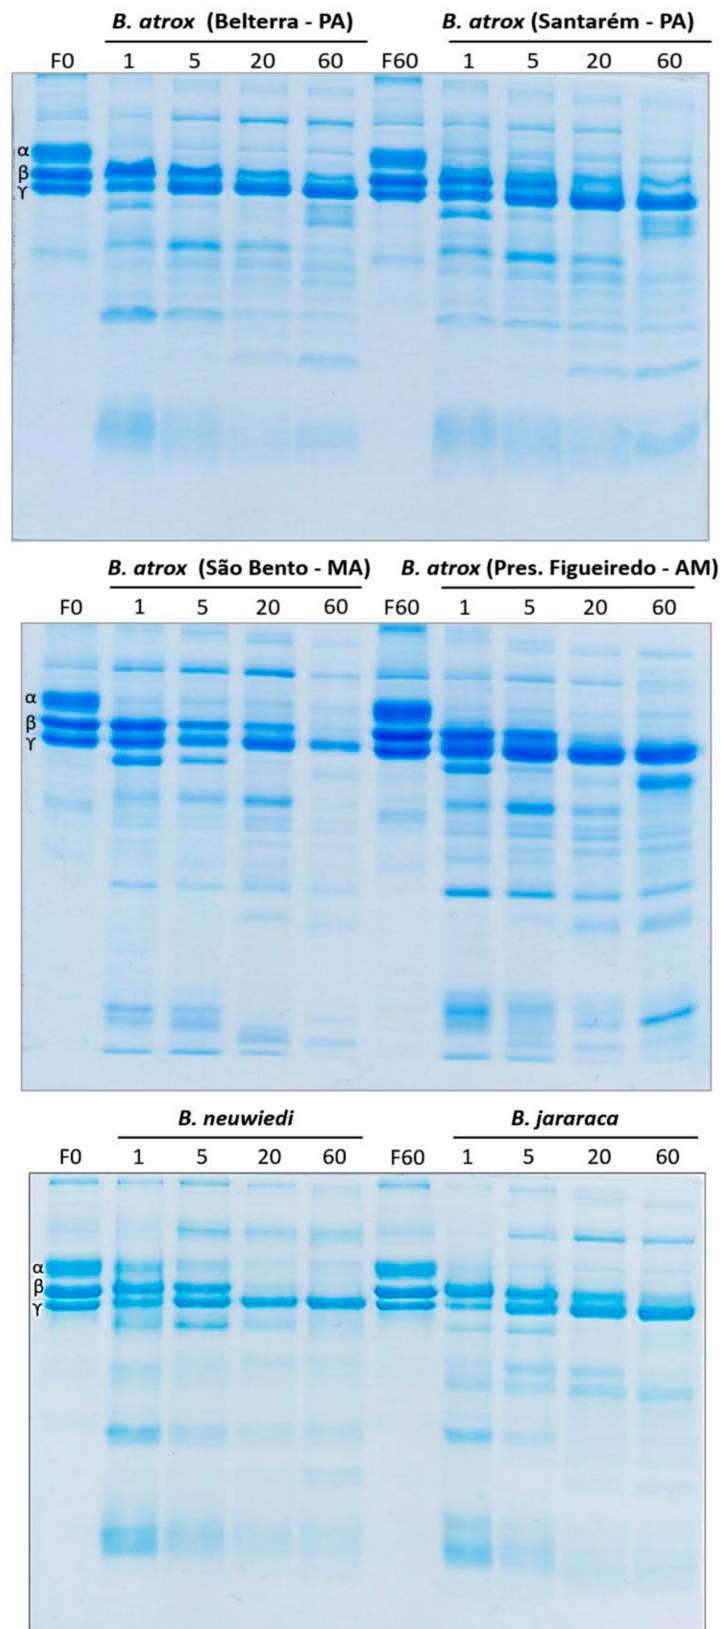 B. atrox (Belterra - PA) B. atrox (Santarém - PA)
F0 1 5 20 60 F60 1 5 20 60
α
β
γ
B. atrox (São Bento - MA) B. atrox (Pres. Figueiredo - AM)
F0 1 5 20 60 F60 1 5 20 60
α
β
γ
B. neuwiedi B. jararaca
F0 1 5 20 60 F60 1 5 20 60
α
β
γ